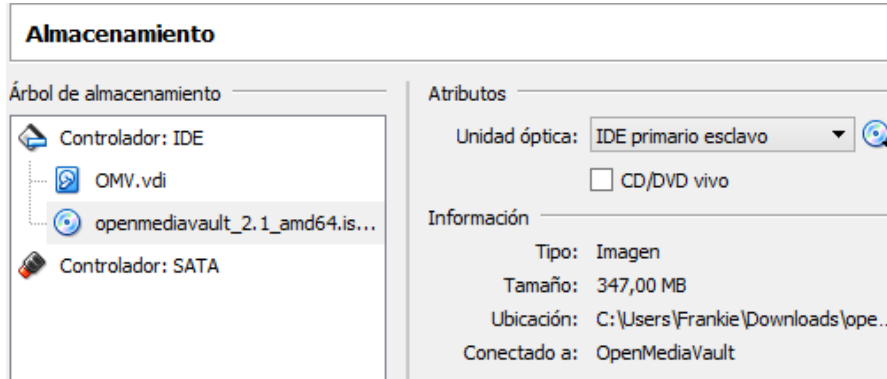 Almacenamiento
Árbol de almacenamiento
Controlador: IDE
OMV.vdi
openmediavault_2.1_amd64.is...
Controlador: SATA
Atributos
Unidad óptica: IDE primario esclavo
CD/DVD vivo
Información
Tipo: Imagen
Tamaño: 347,00 MB
Ubicación: C:\Users\Frankie\Downloads\ope...
Conectado a: OpenMediaVault